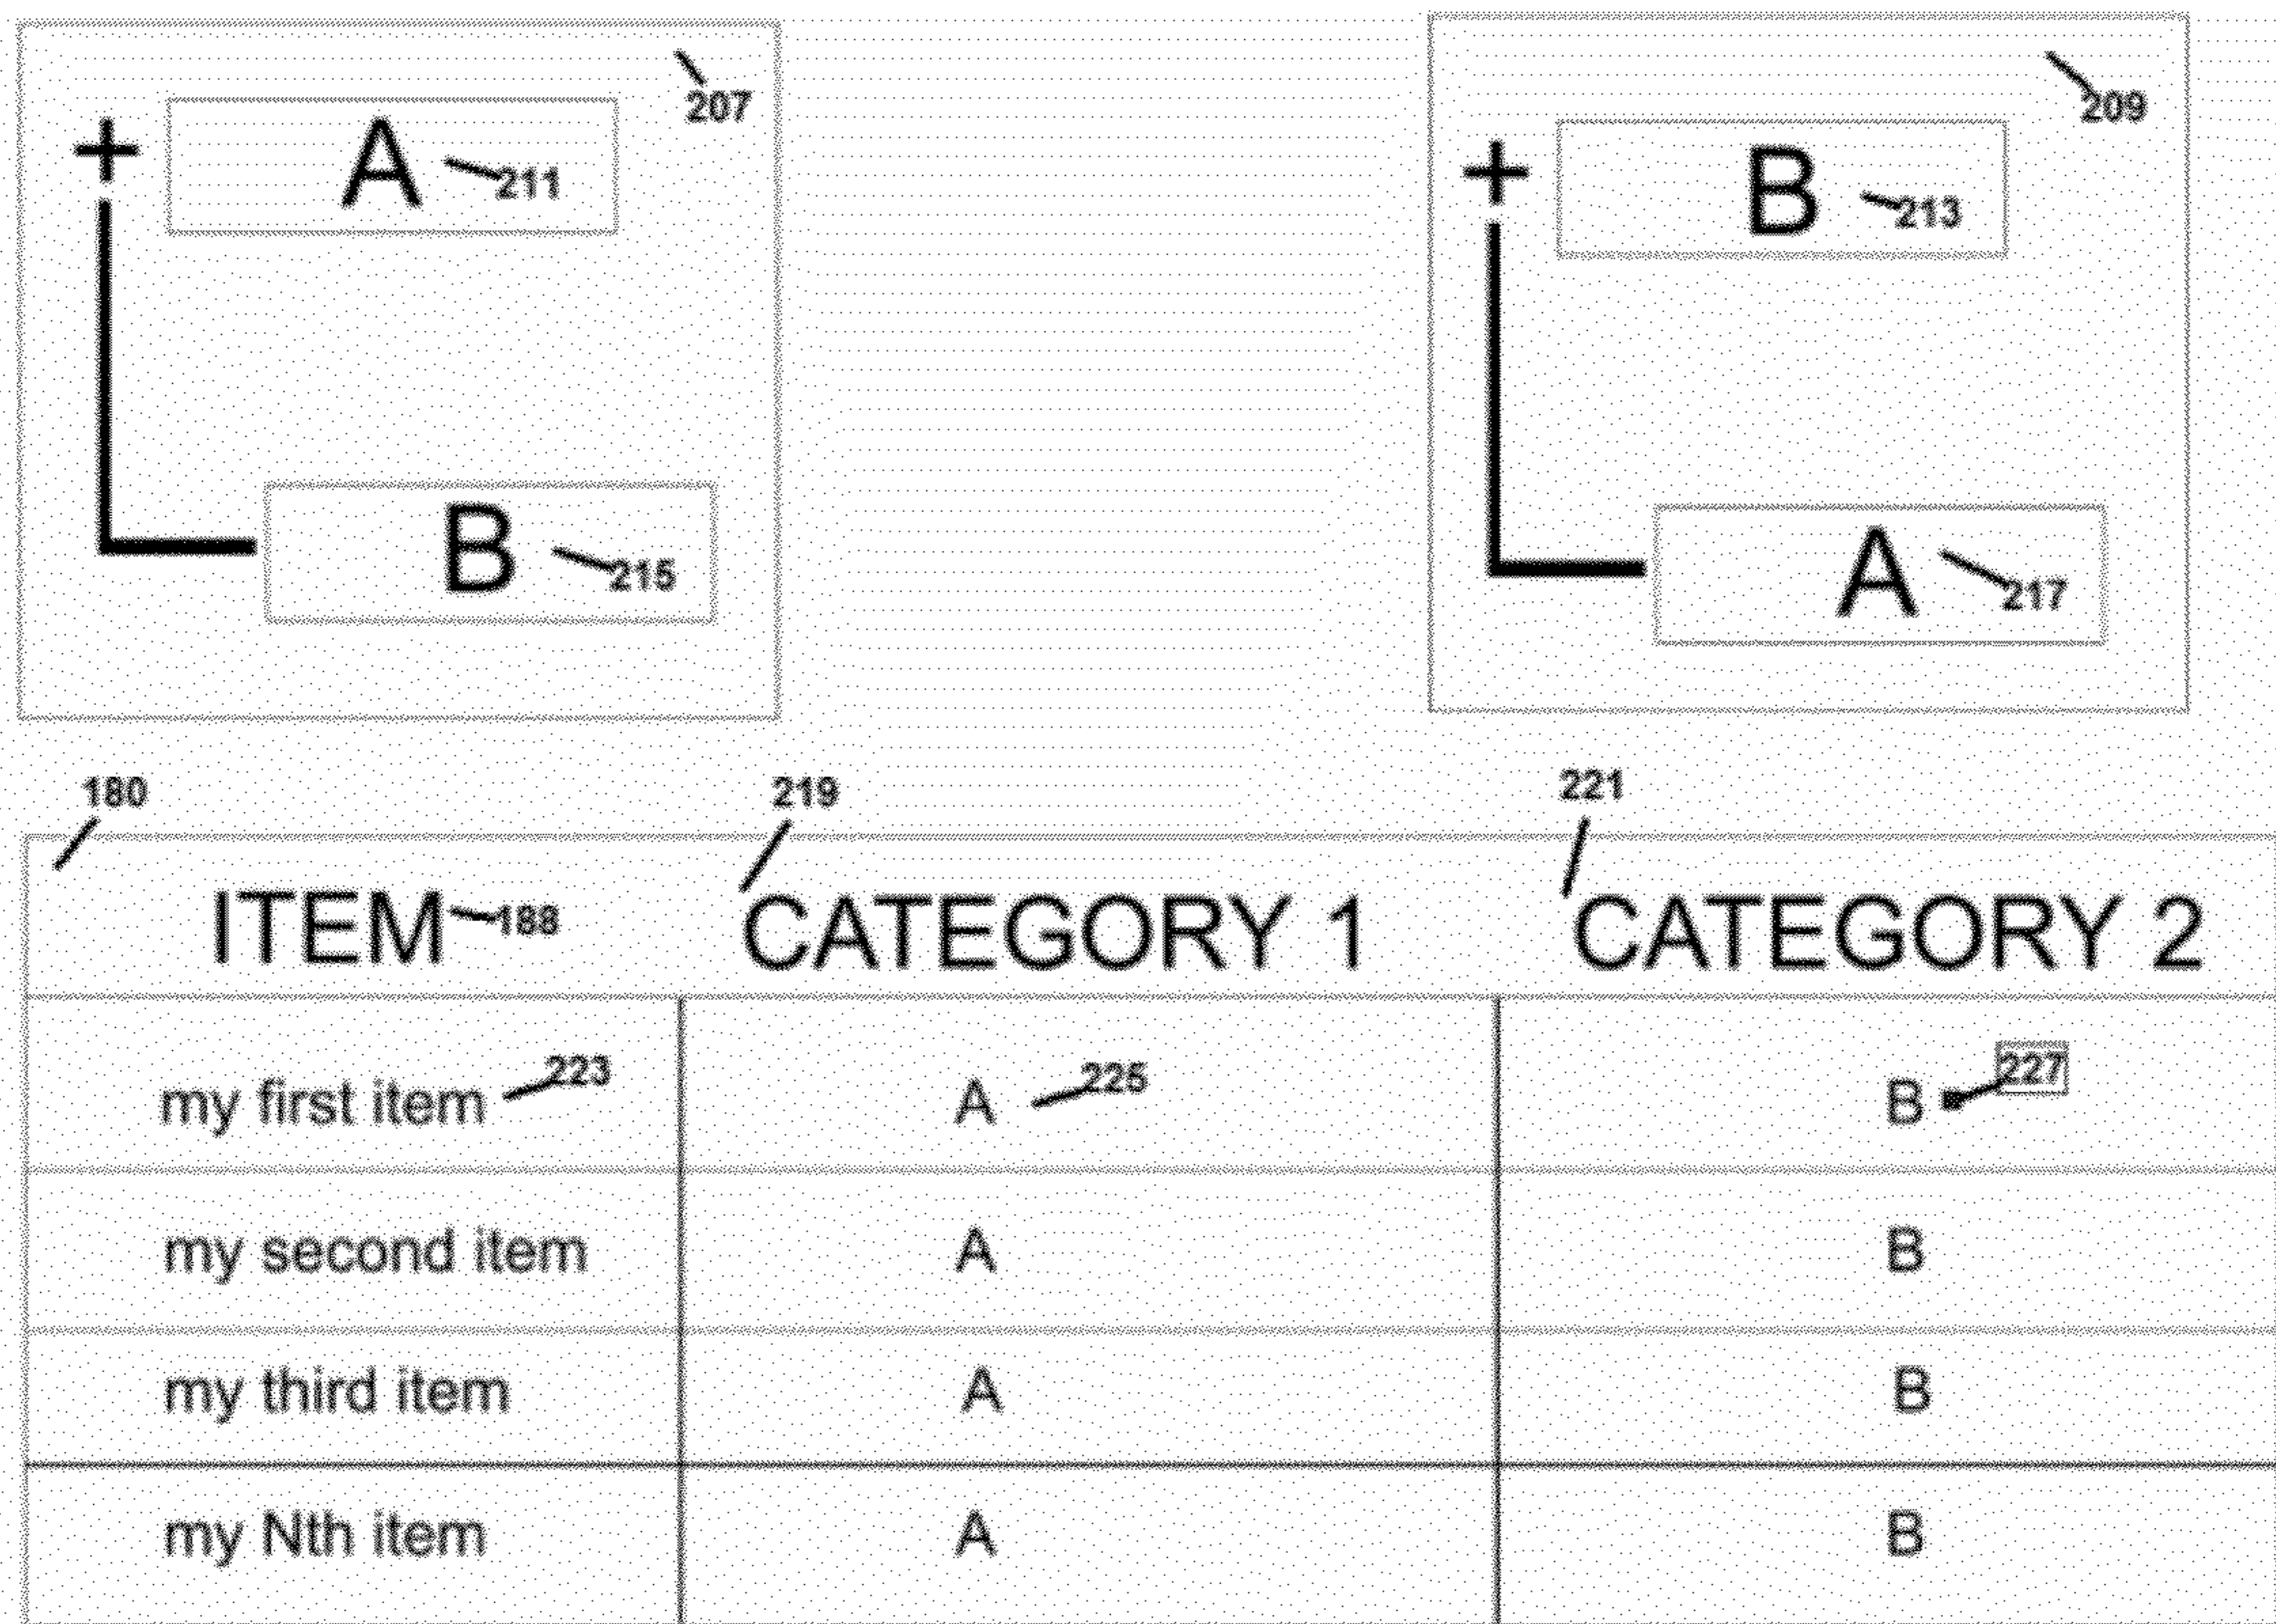 207
+ A 211
B 215
209
+ B 213
A 217
180 219 221
ITEM 188 CATEGORY 1 CATEGORY 2
my first item 223 A 225 B 227
my second item A B
my third item A B
my Nth item A B